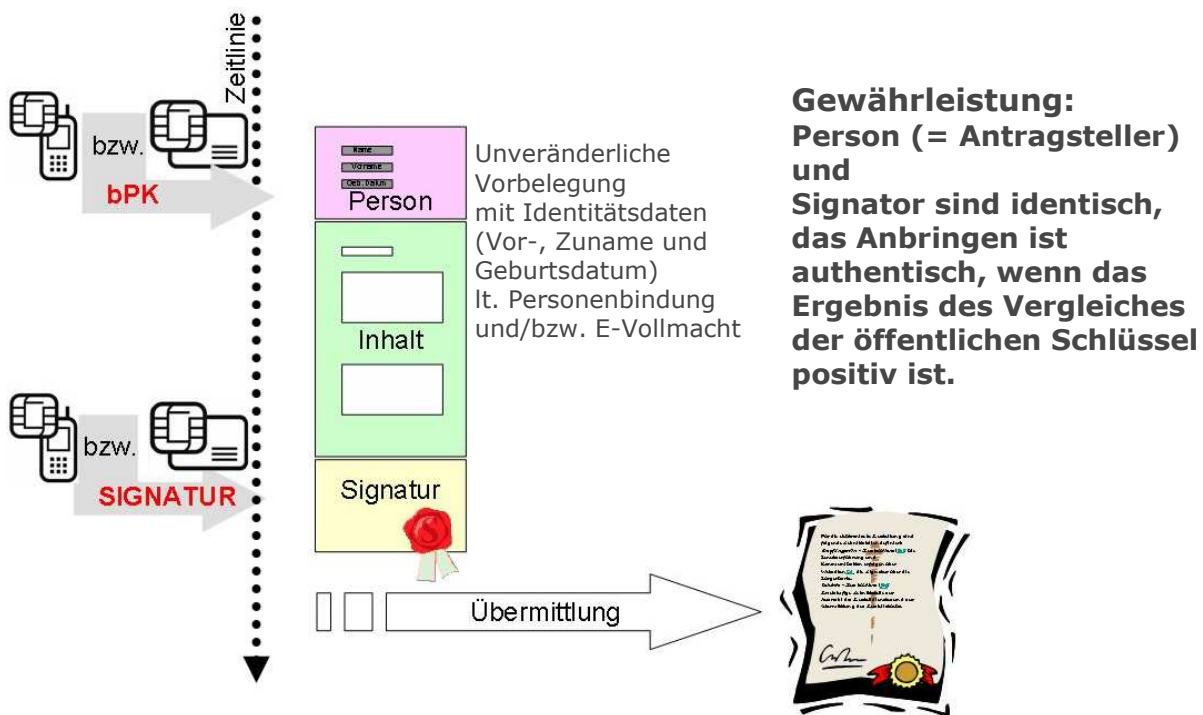 Zeitlinie
bzw.
bPK
Name
Vorname
Geb. Datum
Person
Unveränderliche
Vorbelegung
mit Identitätsdaten
(Vor-, Zuname und
Geburtsdatum)
lt. Personenbindung
und/bzw. E-Vollmacht
Inhalt
Gewährleistung:
Person (= Antragsteller)
und
Signator sind identisch,
das Anbringen ist
authentisch, wenn das
Ergebnis des Vergleiches
der öffentlichen Schlüssel
positiv ist.
bzw.
SIGNATUR
Signatur
Übermittlung